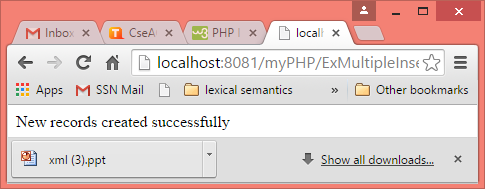 Inbox
CseA
PHP
local
localhost:8081/myPHP/ExMultipleInse
Apps
SSN Mail
lexical semantics
»
Other bookmarks
New records created successfully
xml (3).ppt
Show all downloads...